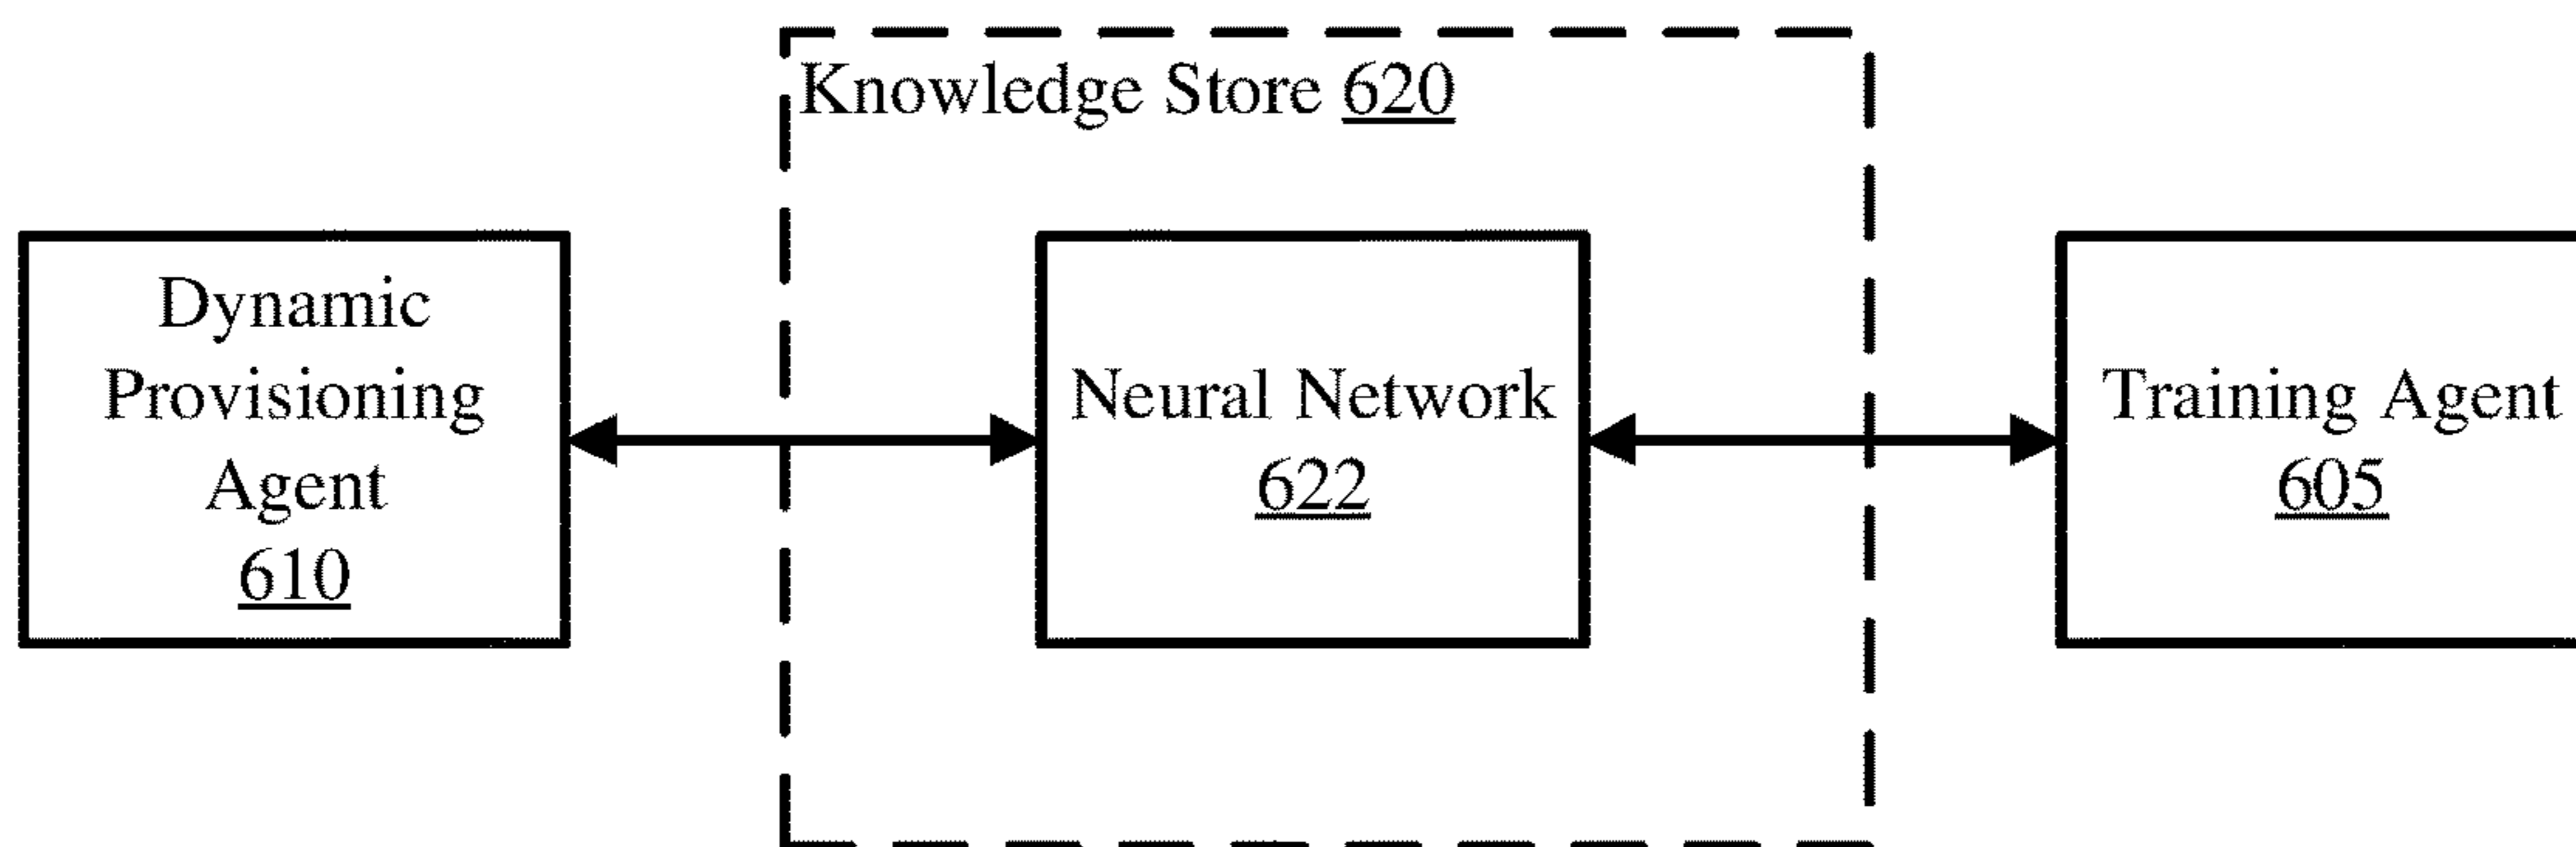 Knowledge Store 620
Dynamic
Provisioning
Agent
610
Neural Network
622
Training Agent
605